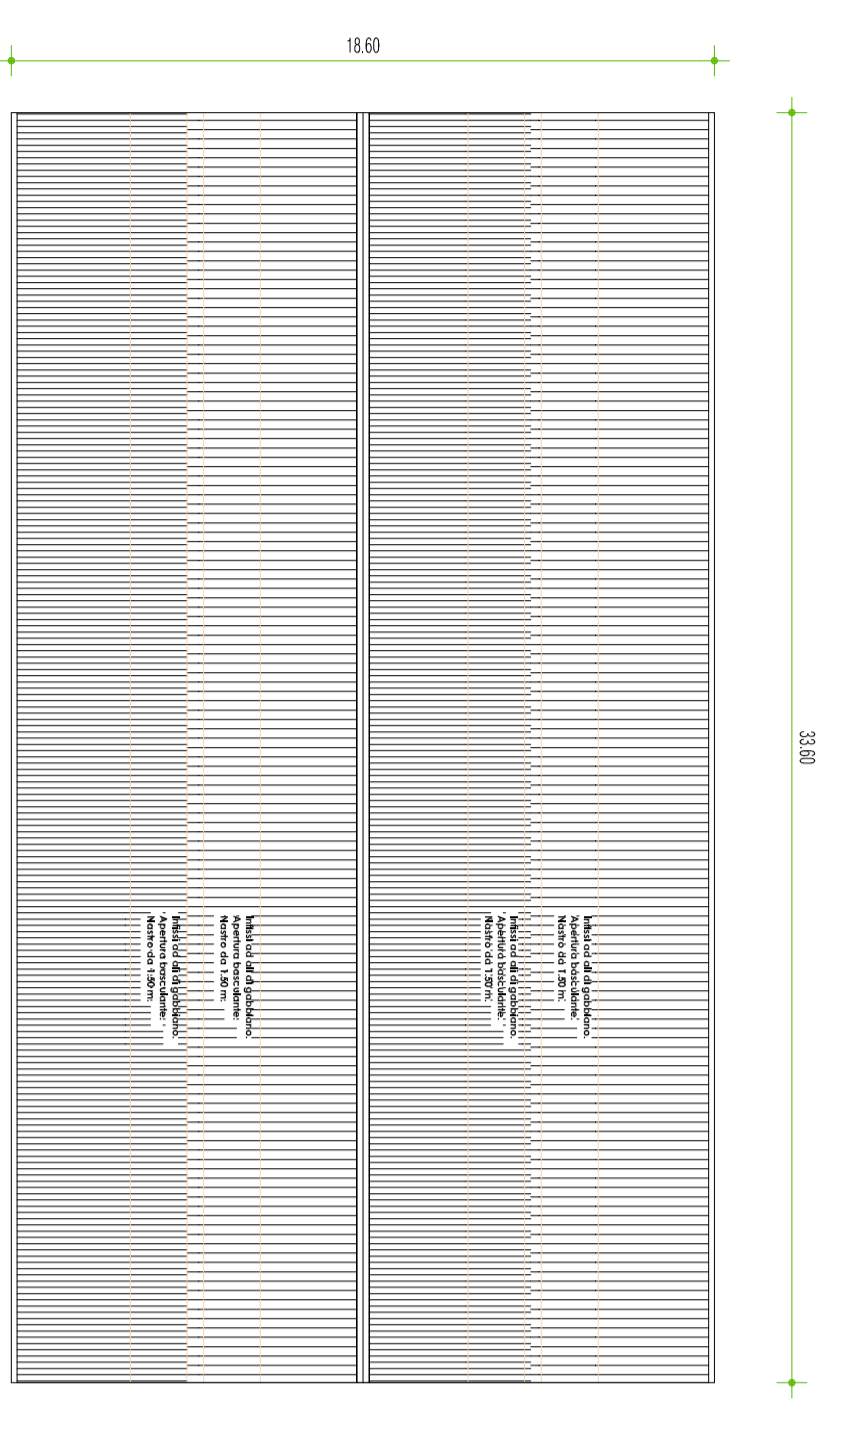 18.60
33.60
Infissi ad ali di gabbiano.
Apertura basculante.
Nastro da 1.50 m.
Infissi ad ali di gabbiano.
Apertura basculante.
Nastro da 1.50 m.
Infissi ad ali di gabbiano.
Apertura basculante.
Nastro da 1.50 m.
Infissi ad ali di gabbiano.
Apertura basculante.
Nastro da 1.50 m.